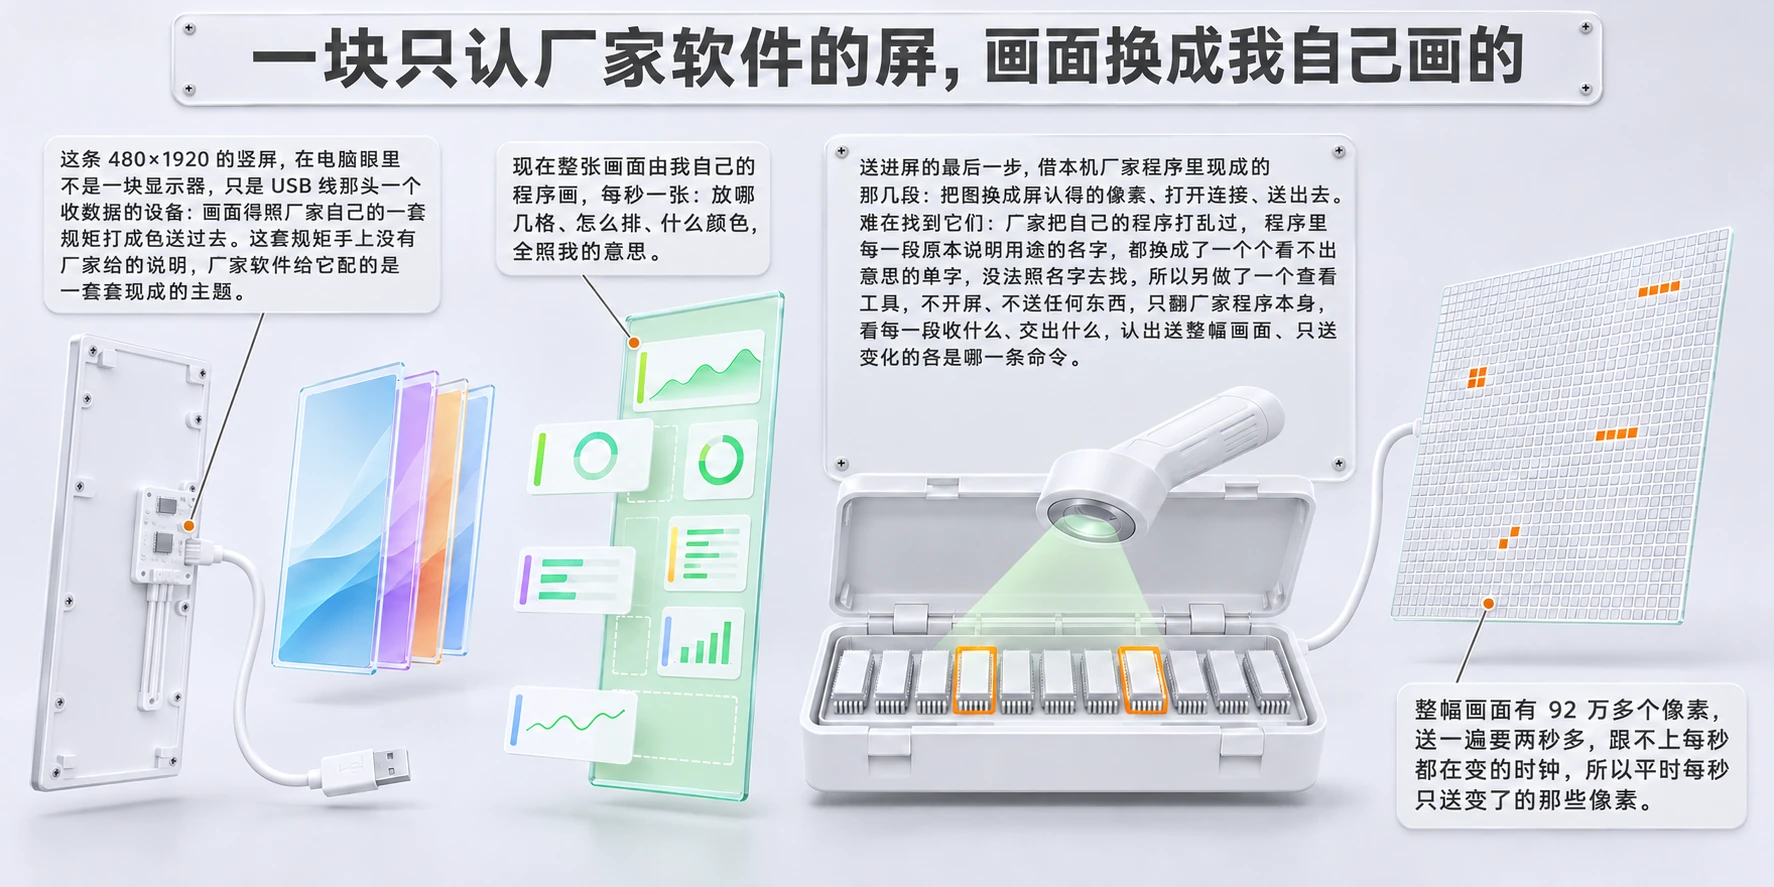 一块只认厂家软件的屏，画面换成我自己画的
这条 480×1920 的竖屏，在电脑眼里
不是一块显示器，只是 USB 线那头一个
收数据的设备：画面得照厂家自己的一套
规矩打成色送过去。这套规矩手上没有
厂家给的说明，厂家软件给它配的是
一套套现成的主题。
现在整张画面由我自己的
程序画，每秒一张：放哪
几格、怎么排、什么颜色，
全照我的意思。
送进屏的最后一步，借本机厂家程序里现成的
那几段：把图换成屏认得的像素、打开连接、送出去。
难在找到它们：厂家把自己的程序打乱过，程序里
每一段原本说明用途的各字，都换成了一个个看不出
意思的单字，没法照名字去找，所以另做了一个查看
工具，不开屏、不送任何东西，只翻厂家程序本身，
看每一段收什么、交出什么，认出送整幅画面、只送
变化的各是哪一条命令。
整幅画面有 92 万多个像素，
送一遍要两秒多，跟不上每秒
都在变的时钟，所以平时每秒
只送变了的那些像素。